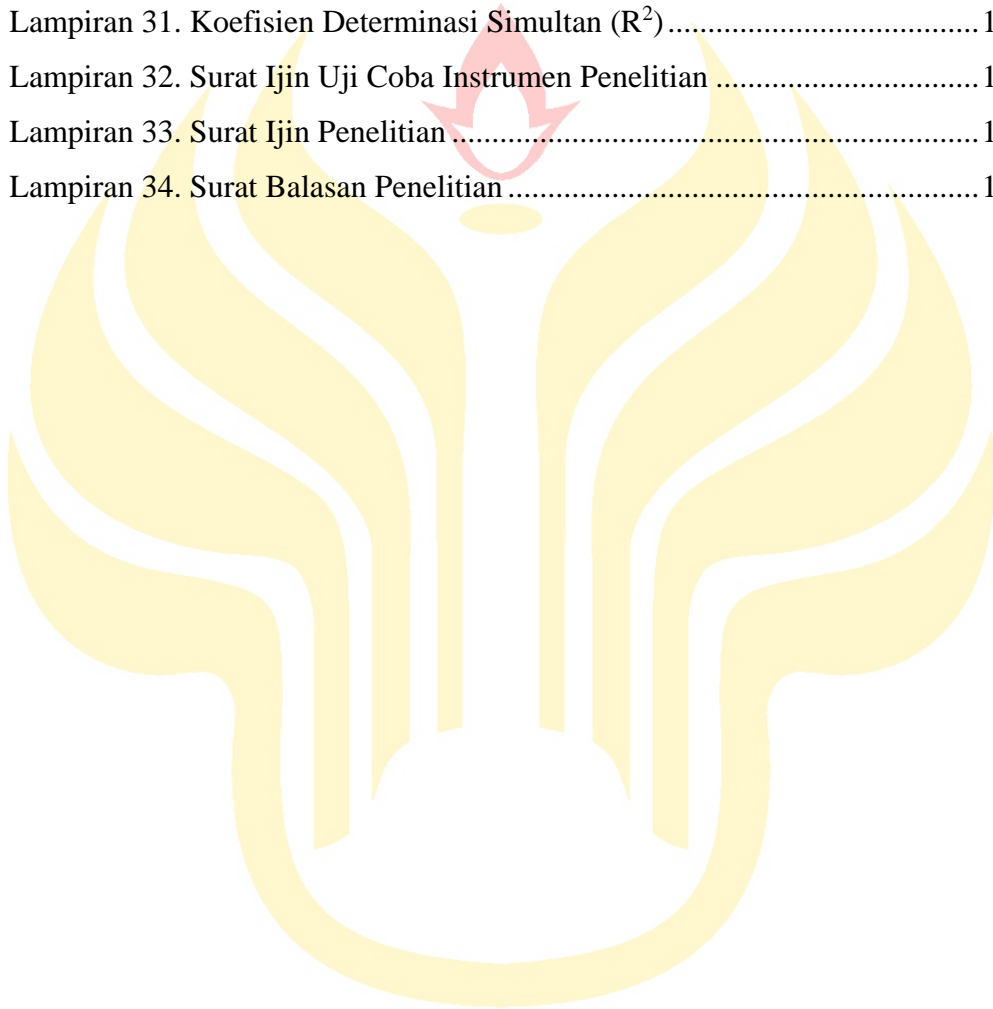 Lampiran 31. Koefisien Determinasi Simultan (R²) .................................... 1
Lampiran 32. Surat Ijin Uji Coba Instrumen Penelitian .............................. 1
Lampiran 33. Surat Ijin Penelitian ............................................................. 1
Lampiran 34. Surat Balasan Penelitian ....................................................... 1